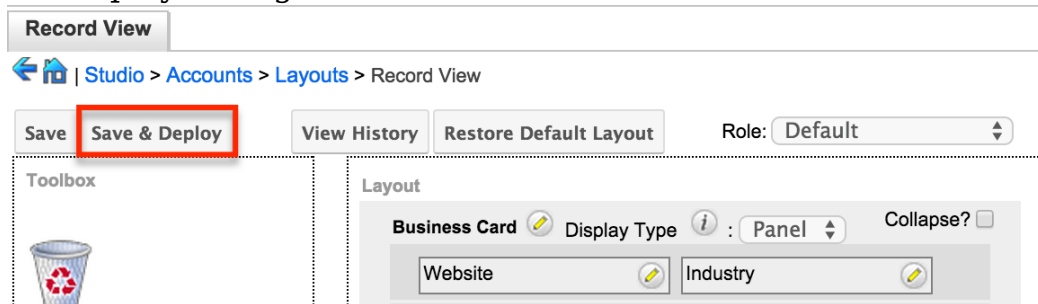 Record View
| Studio > Accounts > Layouts > Record View
Save Save & Deploy View History Restore Default Layout Role: Default
Toolbox
Layout
Business Card Display Type i : Panel Collapse?
Website Industry